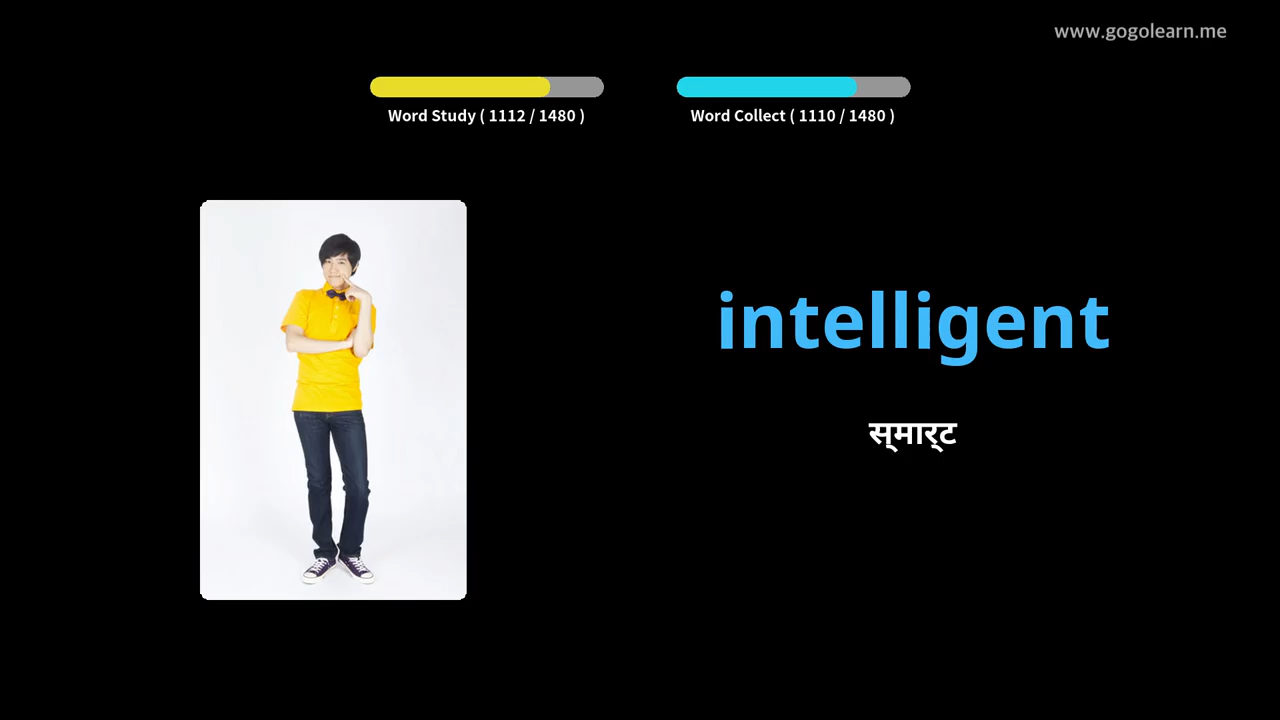 www.gogolearn.me
Word Study ( 1112 / 1480 )
Word Collect ( 1110 / 1480 )
intelligent
स्मार्ट